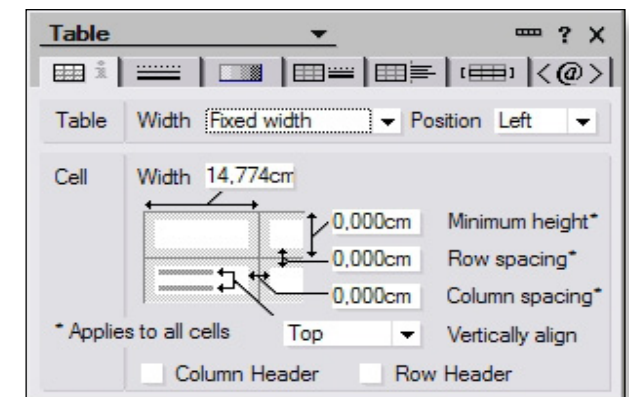 Table ?
<@>
Table Width Fixed width Position Left
Cell Width 14,774cm
0,000cm Minimum height*
0,000cm Row spacing*
0,000cm Column spacing*
* Applies to all cells Top Vertically align
Column Header Row Header